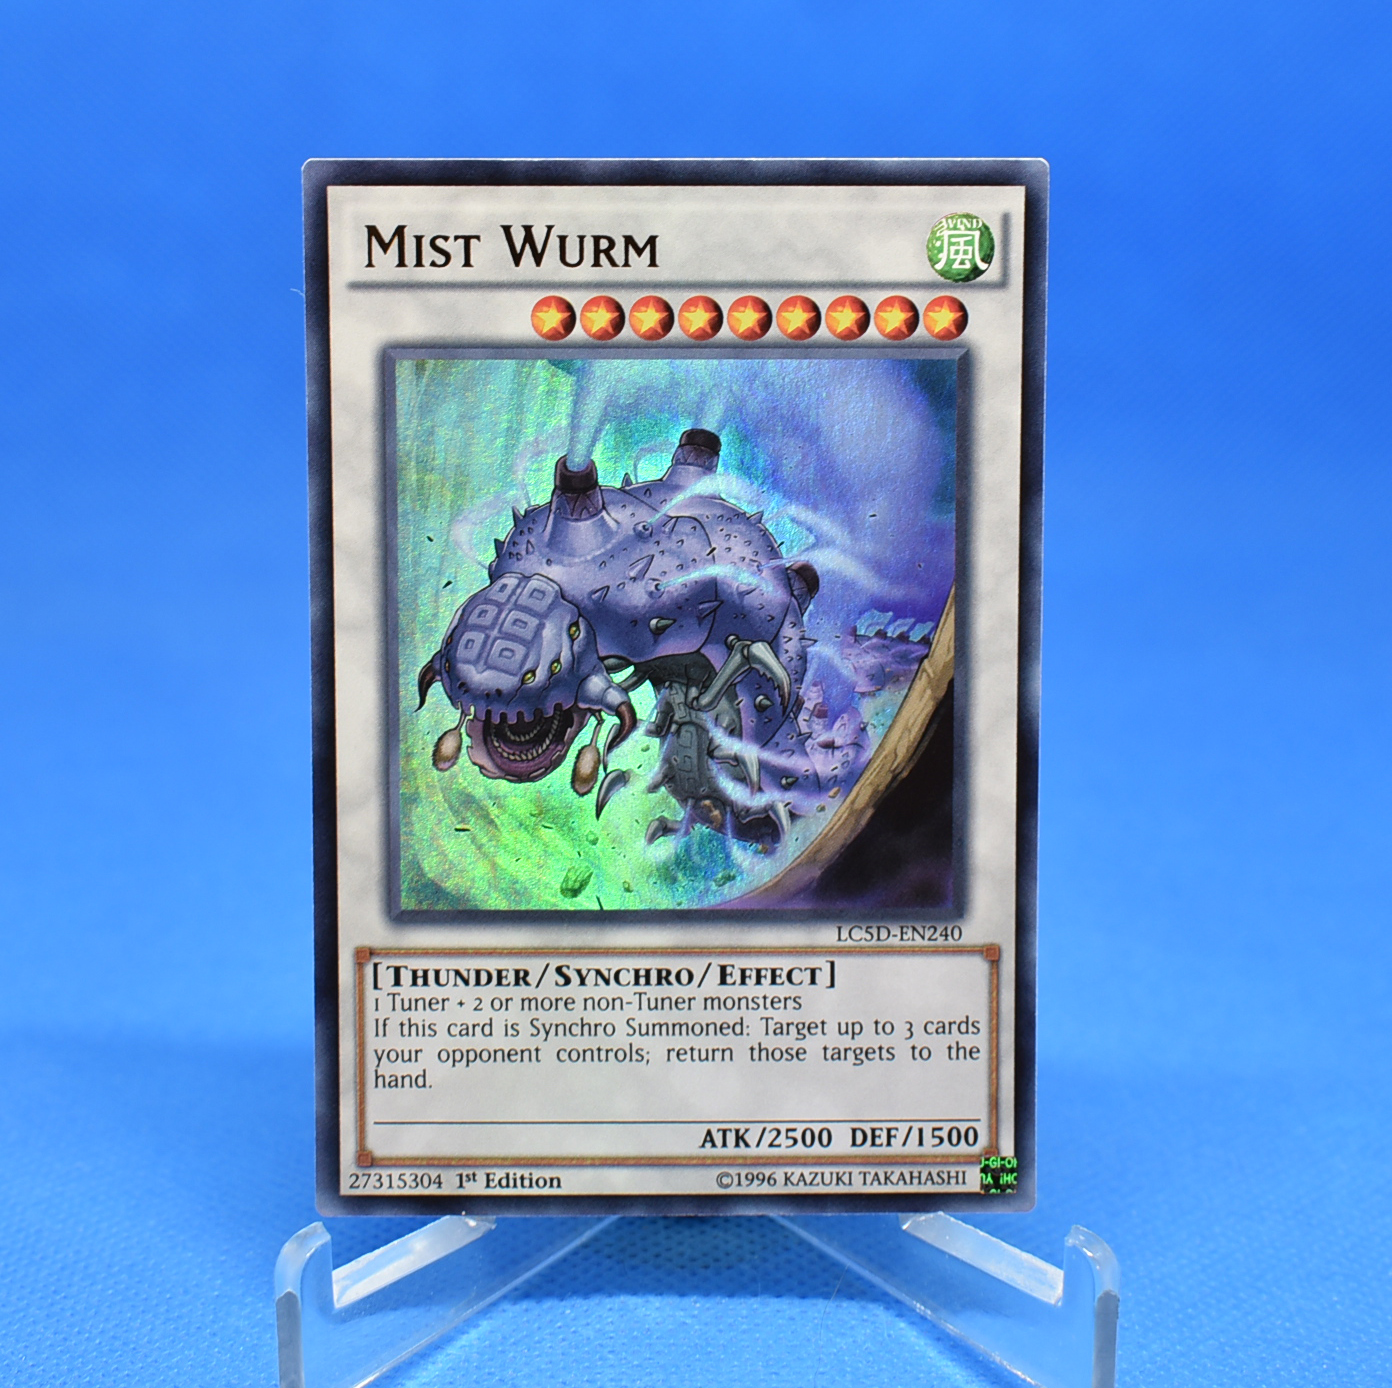 MIST WURM
WIND
風
LC5D-EN240
[THUNDER/SYNCHRO/EFFECT]
1 Tuner + 2 or more non-Tuner monsters
If this card is Synchro Summoned: Target up to 3 cards
your opponent controls; return those targets to the
hand.
ATK/2500 DEF/1500
27315304 1st Edition ©1996 KAZUKI TAKAHASHI